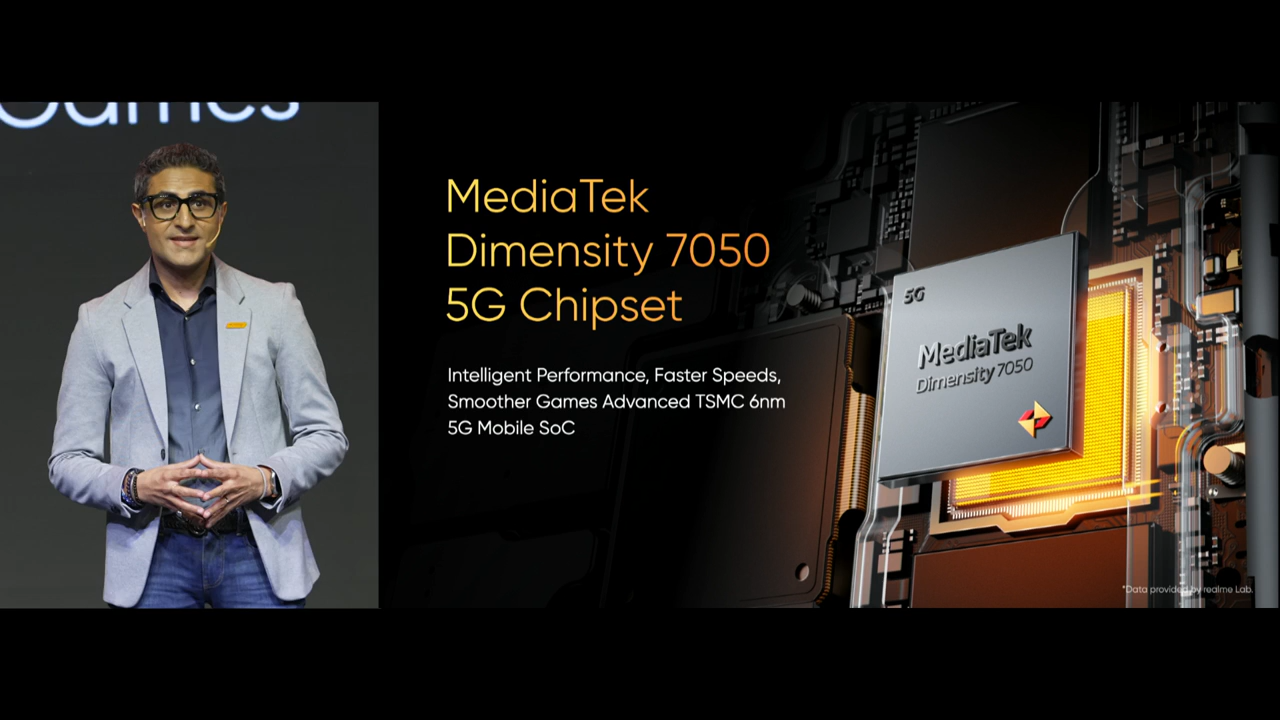 Games
MediaTek
Dimensity 7050
5G Chipset
Intelligent Performance, Faster Speeds,
Smoother Games Advanced TSMC 6nm
5G Mobile SoC
5G
MediaTek
Dimensity 7050
*Data provided by realme Lab.